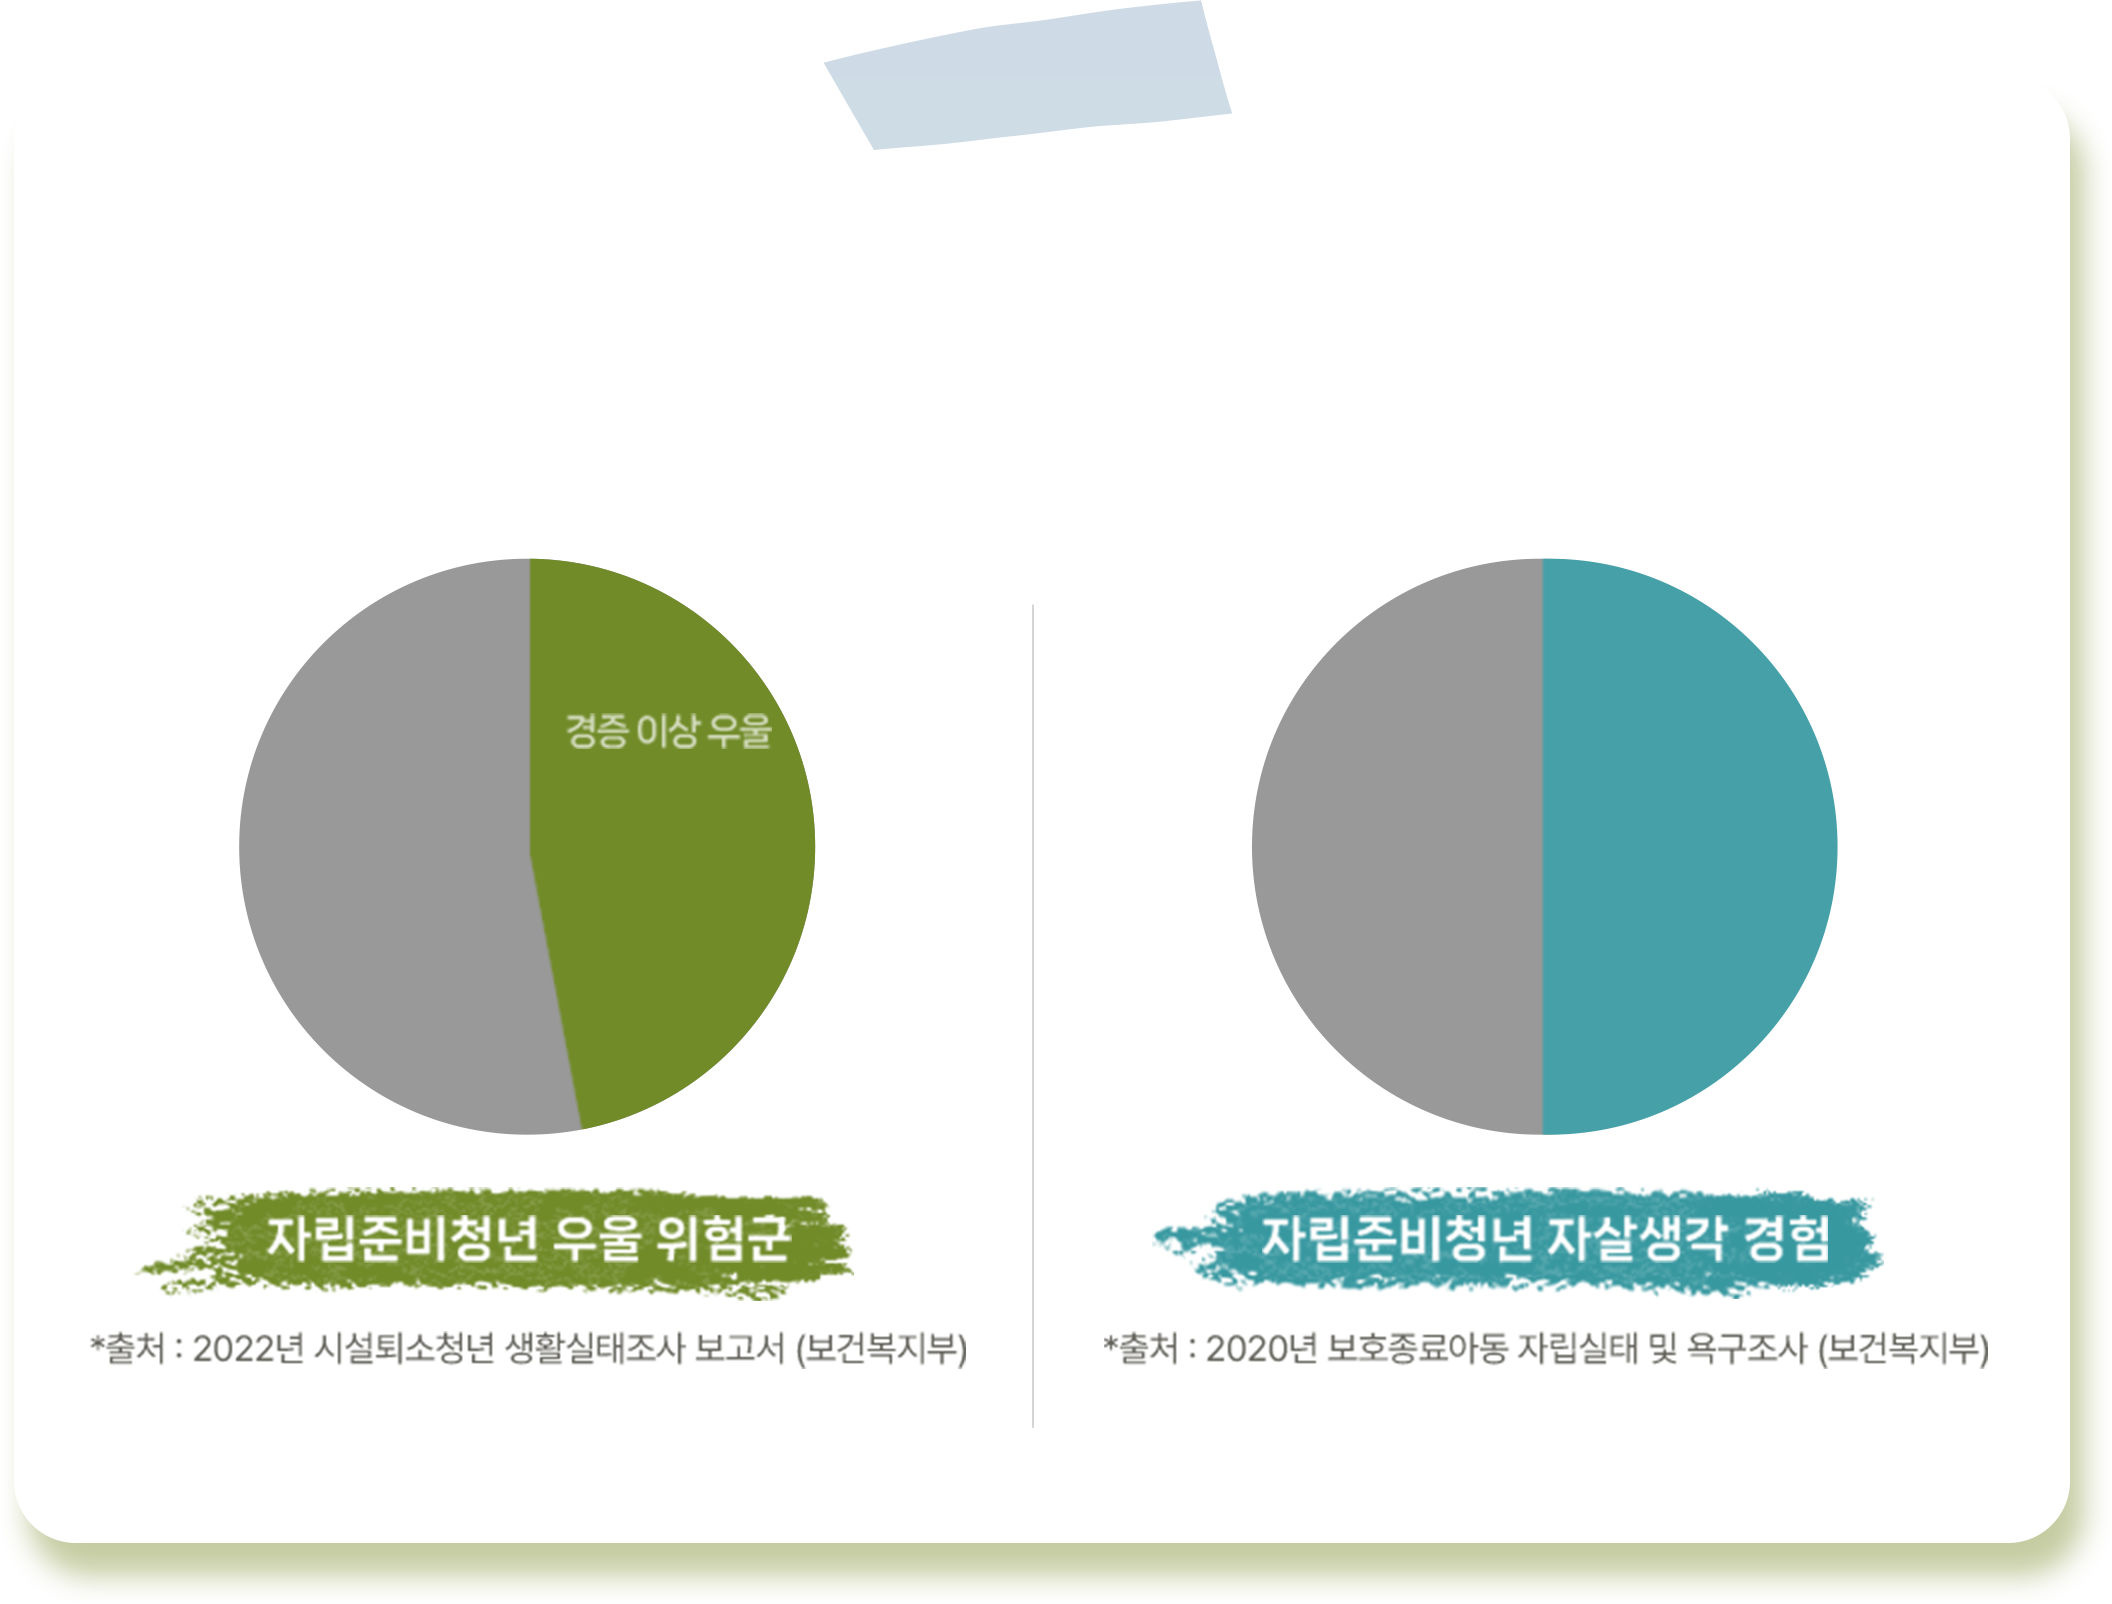 경증 이상 우울
자립준비청년 우울 위험군
*출처 : 2022년 시설퇴소청년 생활실태조사 보고서 (보건복지부)
자립준비청년 자살생각 경험
*출처 : 2020년 보호종료아동 자립실태 및 욕구조사 (보건복지부)